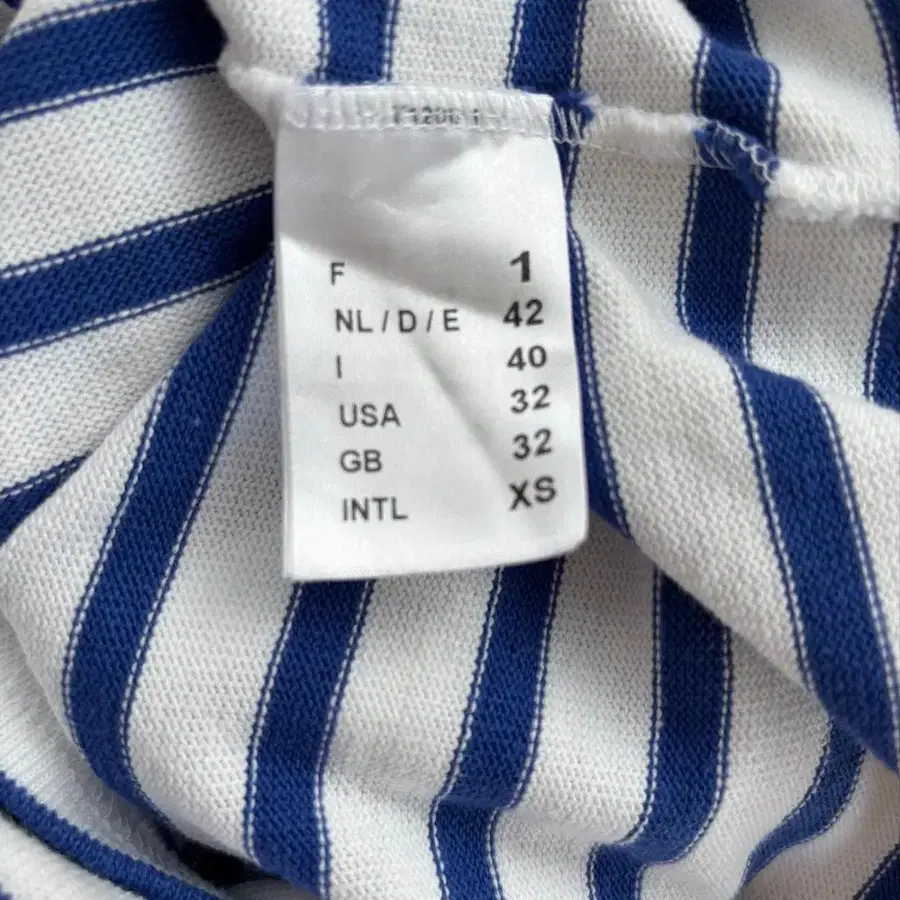 F 1
NL / D / E 42
I 40
USA 32
GB 32
INTL XS